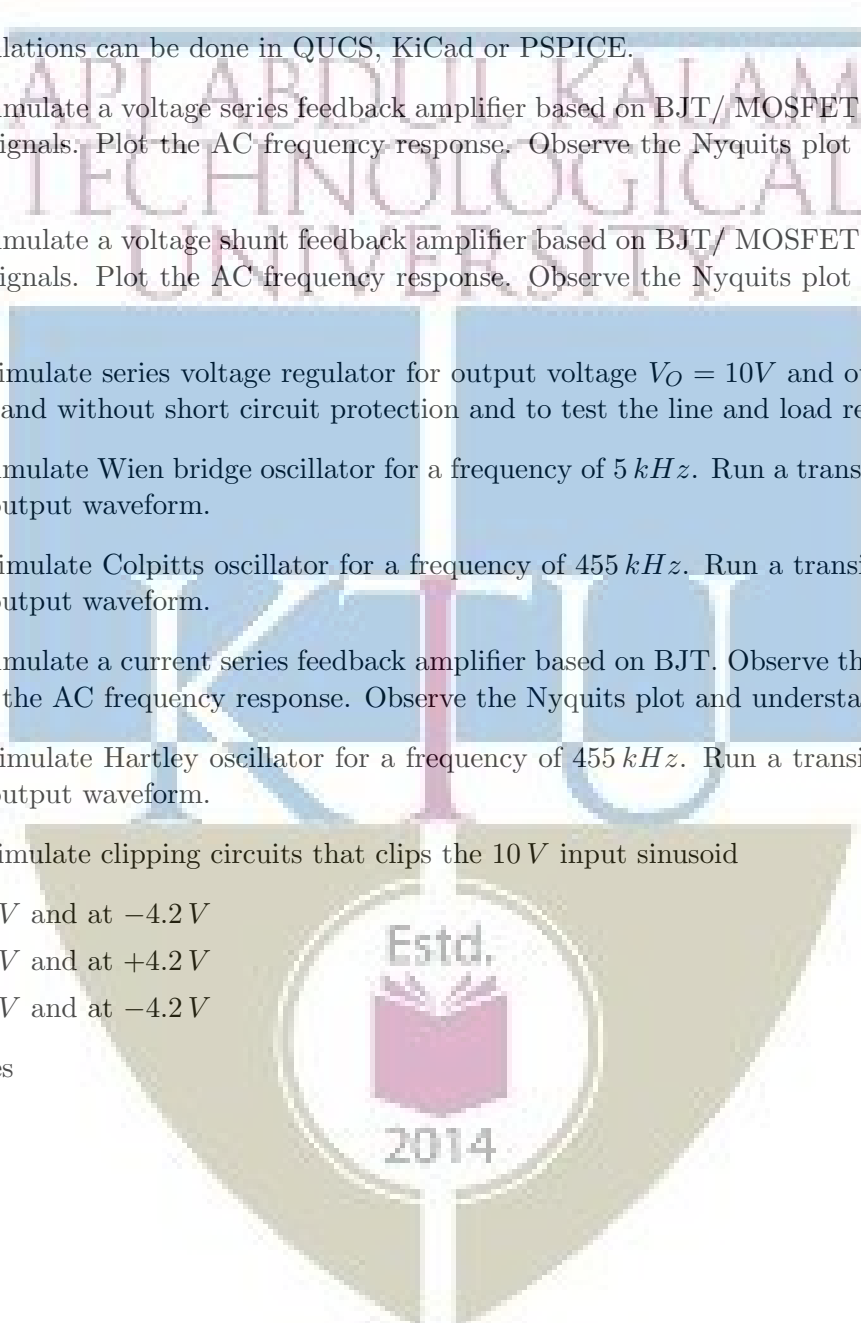 lations can be done in QUCS, KiCad or PSPICE.
API ABDUL KALAM
TECHNOLOGICAL
UNIVERSITY
imulate a voltage series feedback amplifier based on BJT/ MOSFET
ignals. Plot the AC frequency response. Observe the Nyquits plot
imulate a voltage shunt feedback amplifier based on BJT/ MOSFET
ignals. Plot the AC frequency response. Observe the Nyquits plot
imulate series voltage regulator for output voltage V_O = 10V and o
and without short circuit protection and to test the line and load re
imulate Wien bridge oscillator for a frequency of 5 kHz. Run a trans
output waveform.
imulate Colpitts oscillator for a frequency of 455 kHz. Run a transi
output waveform.
imulate a current series feedback amplifier based on BJT. Observe th
the AC frequency response. Observe the Nyquits plot and understa
imulate Hartley oscillator for a frequency of 455 kHz. Run a transi
output waveform.
KTU
imulate clipping circuits that clips the 10 V input sinusoid
V and at −4.2 V
V and at +4.2 V
V and at −4.2 V
es
Estd.
2014